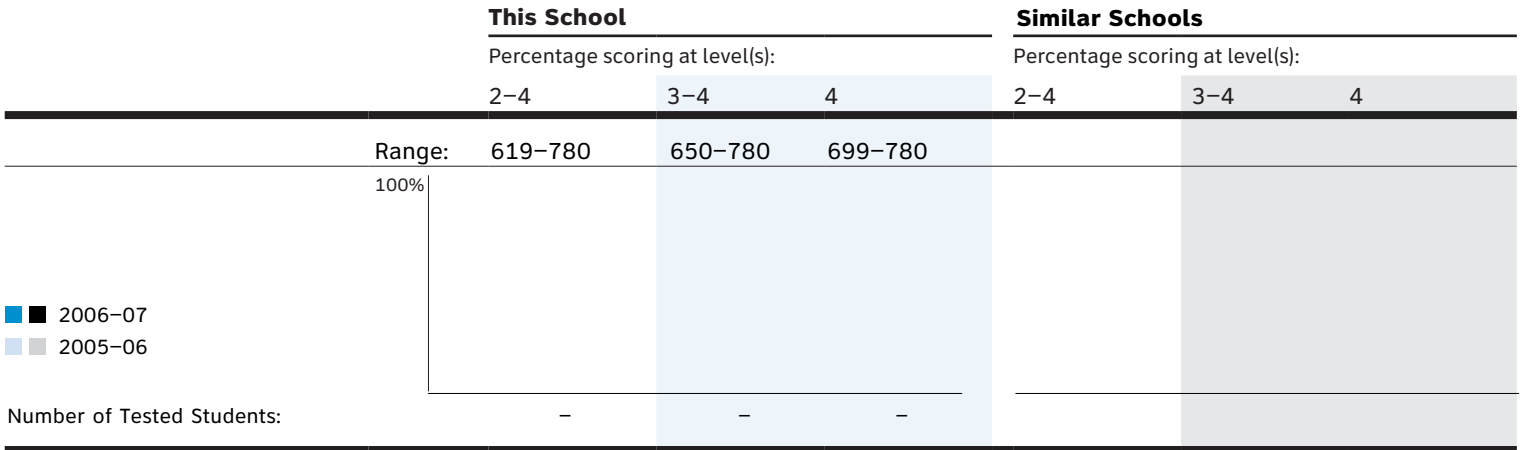 This School Similar Schools
Percentage scoring at level(s): Percentage scoring at level(s):
2–4 3–4 4 2–4 3–4 4
Range: 619–780 650–780 699–780
100%
2006–07
2005–06
Number of Tested Students: – – –